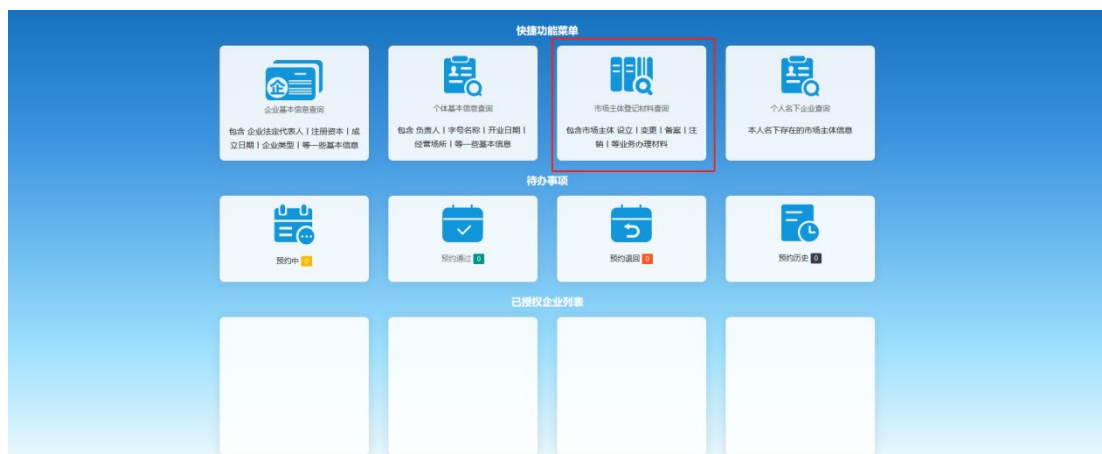 快捷功能菜单
企
企业基本信息查询
包含 企业法定代表人丨注册资本丨成
立日期丨企业类型丨等一些基本信息
个体基本信息查询
包含 负责人丨字号名称丨开业日期丨
经营场所丨等一些基本信息
市场主体登记材料查询
包含市场主体 设立丨变更丨备案丨注
销丨等业务办理材料
个人名下企业查询
本人名下存在的市场主体信息
待办事项
预约中 0
预约通过 0
预约退回 0
预约历史 0
已授权企业列表